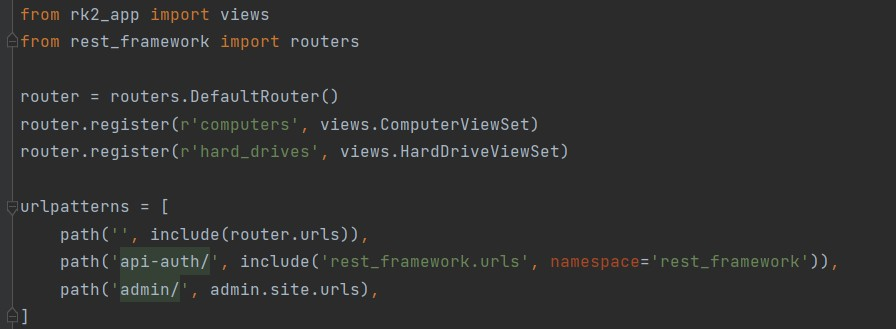 from rk2_app import views
from rest_framework import routers

router = routers.DefaultRouter()
router.register(r'computers', views.ComputerViewSet)
router.register(r'hard_drives', views.HardDriveViewSet)

urlpatterns = [
    path('', include(router.urls)),
    path('api-auth/', include('rest_framework.urls', namespace='rest_framework')),
    path('admin/', admin.site.urls),
]